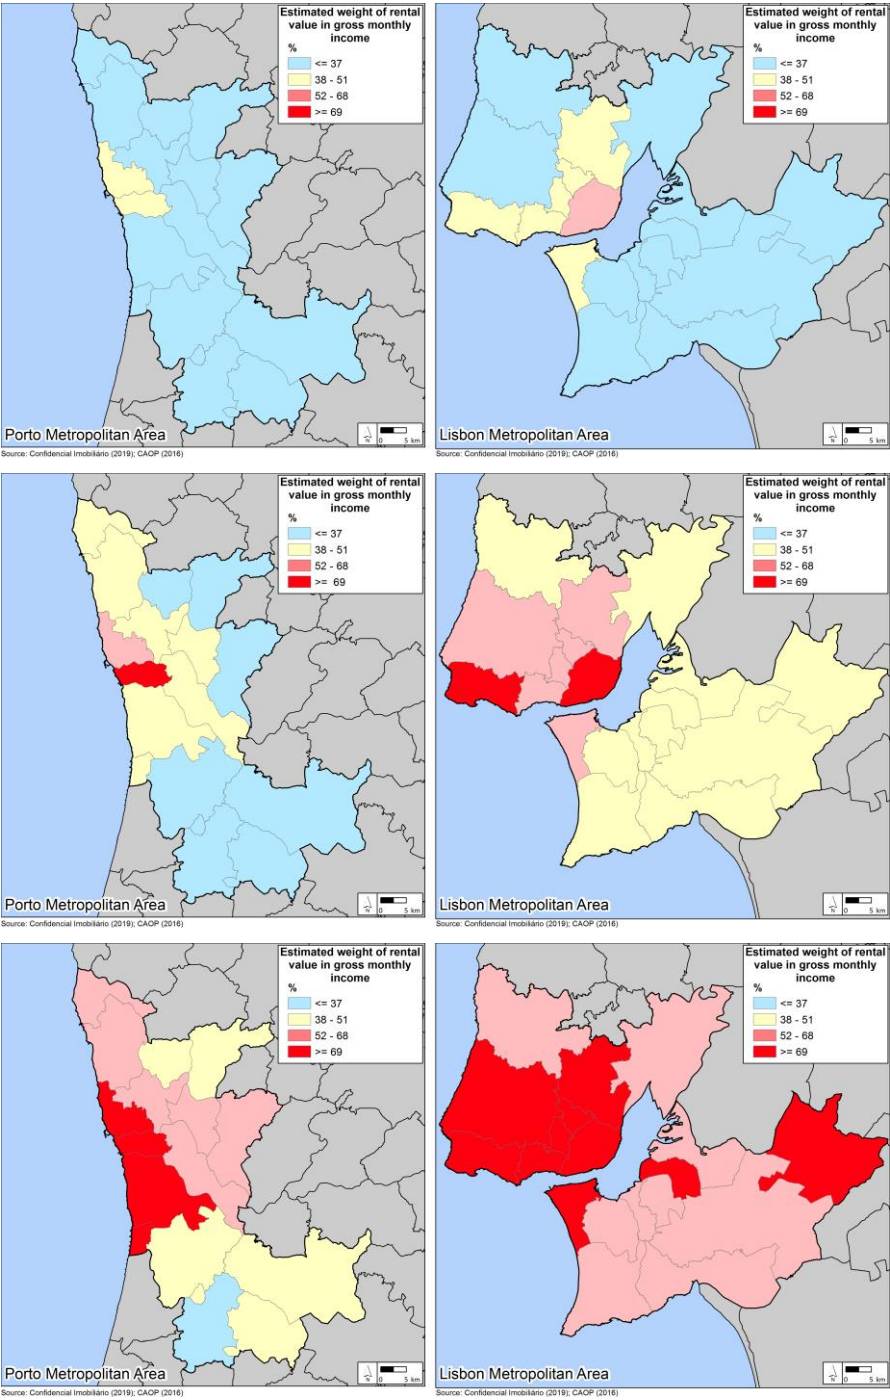 Estimated weight of rental
value in gross monthly
income
%
<= 37
38 - 51
52 - 68
>= 69
Porto Metropolitan Area
N
0 5 km
Source: Confidencial Imobiliário (2019); CAOP (2016)
Estimated weight of rental
value in gross monthly
income
%
<= 37
38 - 51
52 - 68
>= 69
Lisbon Metropolitan Area
N
0 5 km
Source: Confidencial Imobiliário (2019); CAOP (2016)
Estimated weight of rental
value in gross monthly
income
%
<= 37
38 - 51
52 - 68
>= 69
Porto Metropolitan Area
N
0 5 km
Source: Confidencial Imobiliário (2019); CAOP (2016)
Estimated weight of rental
value in gross monthly
income
%
<= 37
38 - 51
52 - 68
>= 69
Lisbon Metropolitan Area
N
0 5 km
Source: Confidencial Imobiliário (2019); CAOP (2016)
Estimated weight of rental
value in gross monthly
income
%
<= 37
38 - 51
52 - 68
>= 69
Porto Metropolitan Area
N
0 5 km
Source: Confidencial Imobiliário (2019); CAOP (2016)
Estimated weight of rental
value in gross monthly
income
%
<= 37
38 - 51
52 - 68
>= 69
Lisbon Metropolitan Area
N
0 5 km
Source: Confidencial Imobiliário (2019); CAOP (2016)